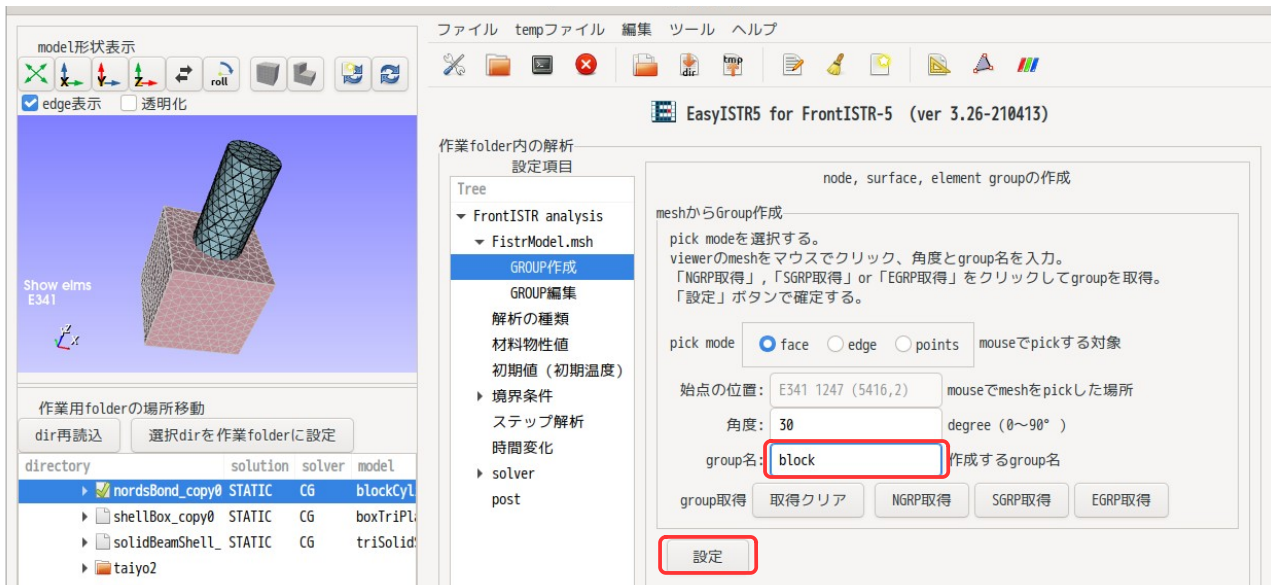 model形状表示
roll
edge表示 透明化
Show elms
E341
作業用folderの場所移動
dir再読込 選択dirを作業folderに設定
directory solution solver model
nordsBond_copy0 STATIC CG blockCyl
shellBox_copy0 STATIC CG boxTriPl
solidBeamShell_ STATIC CG triSolid
taiyo2
ファイル tempファイル 編集 ツール ヘルプ
dir tmp
EasyISTR5 for FrontISTR-5 (ver 3.26-210413)
作業folder内の解析
設定項目
Tree
FrontISTR analysis
FistrModel.msh
GROUP作成
GROUP編集
解析の種類
材料物性値
初期値（初期温度）
境界条件
ステップ解析
時間変化
solver
post
node, surface, element groupの作成
meshからGroup作成
pick modeを選択する。
viewerのmeshをマウスでクリック、角度とgroup名を入力。
「NGRP取得」,「SGRP取得」or「EGRP取得」をクリックしてgroupを取得。
「設定」ボタンで確定する。
pick mode face edge points mouseでpickする対象
始点の位置: E341 1247 (5416,2) mouseでmeshをpickした場所
角度: 30 degree (0～90° )
group名: block 作成するgroup名
group取得 取得クリア NGRP取得 SGRP取得 EGRP取得
設定